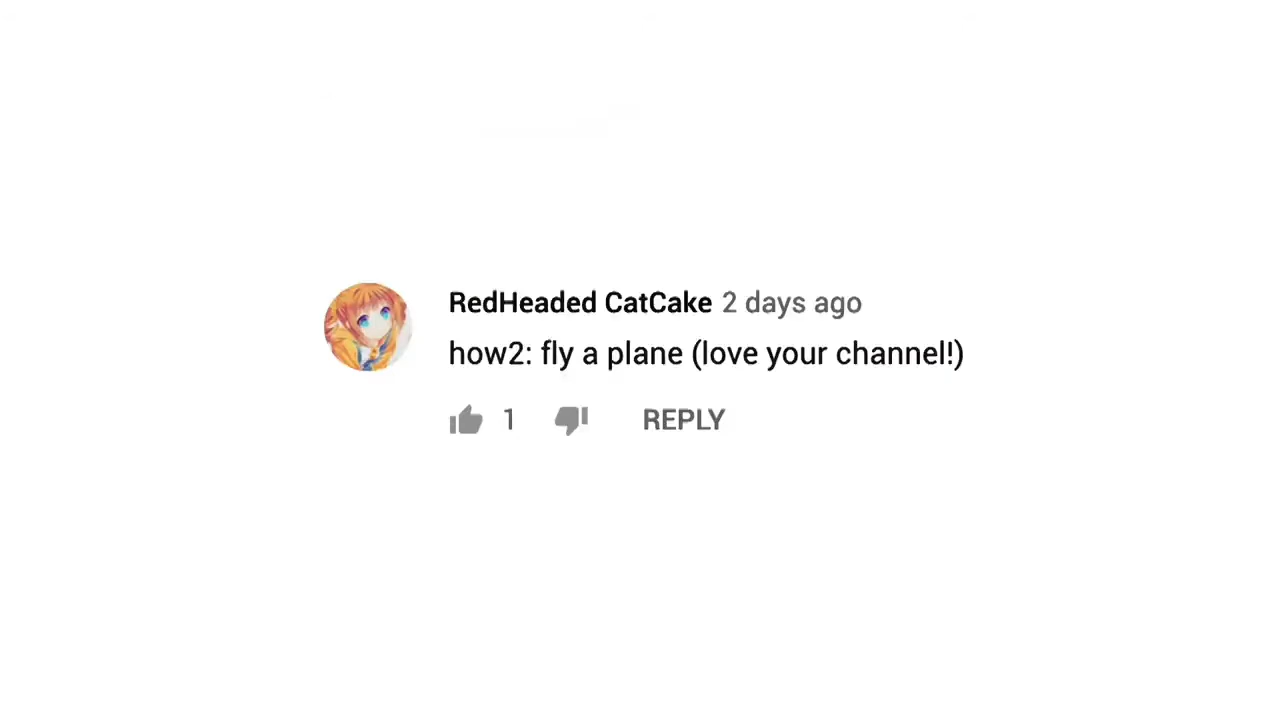 RedHeaded CatCake 2 days ago
how2: fly a plane (love your channel!)
1 REPLY